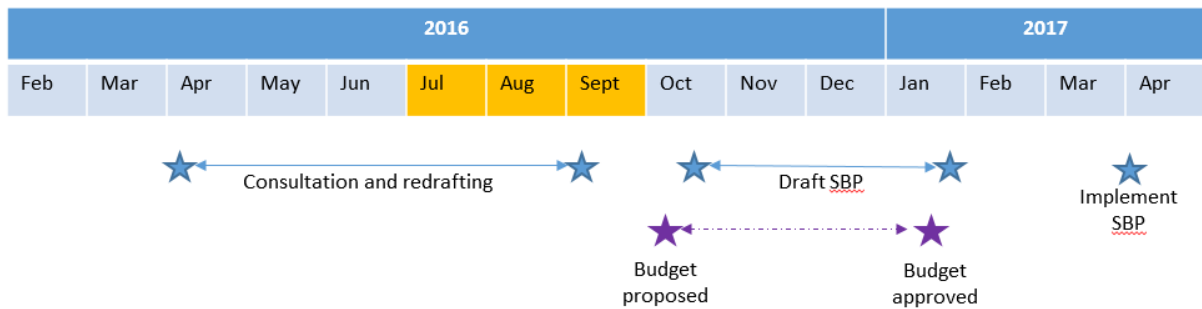 2016 2017
Feb Mar Apr May Jun Jul Aug Sept Oct Nov Dec Jan Feb Mar Apr
Consultation and redrafting
Draft SBP
Implement
SBP
Budget
proposed
Budget
approved